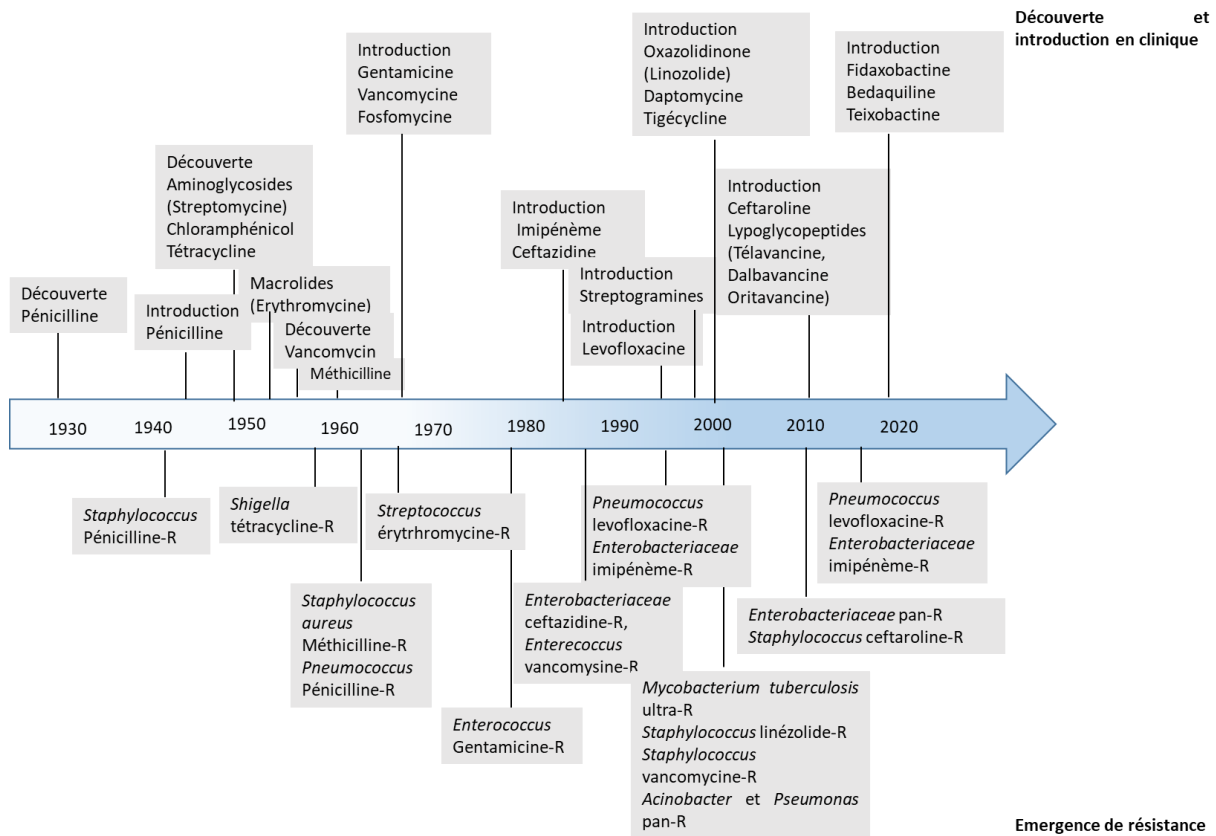 Découverte et
introduction en clinique
Introduction
Gentamicine
Vancomycine
Fosfomycine
Introduction
Oxazolidinone
(Linozolide)
Daptomycine
Tigécycline
Introduction
Fidaxobactine
Bedaquiline
Teixobactine
Découverte
Aminoglycosides
(Streptomycine)
Chloramphénicol
Tétracycline
Introduction
Imipénème
Ceftazidine
Introduction
Ceftaroline
Lypoglycopeptides
(Télavancine,
Dalbavancine
Oritavancine)
Découverte
Pénicilline
Introduction
Pénicilline
Macrolides
(Erythromycine)
Découverte
Vancomycin
Méthicilline
Introduction
Streptogramines
Introduction
Levofloxacine
1930 1940 1950 1960 1970 1980 1990 2000 2010 2020
Staphylococcus
Pénicilline-R
Shigella
tétracycline-R
Streptococcus
érytrhromycine-R
Pneumococcus
levofloxacine-R
Enterobacteriaceae
imipénème-R
Pneumococcus
levofloxacine-R
Enterobacteriaceae
imipénème-R
Staphylococcus
aureus
Méthicilline-R
Pneumococcus
Pénicilline-R
Enterobacteriaceae
ceftazidine-R,
Enterecoccus
vancomysine-R
Enterobacteriaceae pan-R
Staphylococcus ceftaroline-R
Enterococcus
Gentamicine-R
Mycobacterium tuberculosis
ultra-R
Staphylococcus linézolide-R
Staphylococcus
vancomycine-R
Acinobacter et Pseumonas
pan-R
Emergence de résistance